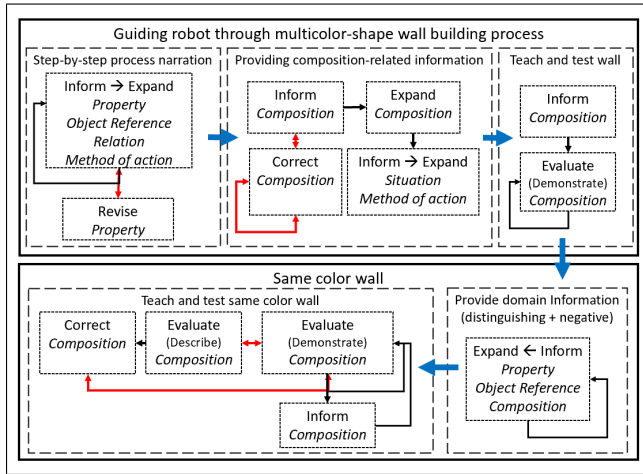 Guiding robot through multicolor-shape wall building process
Step-by-step process narration
Inform → Expand
Property
Object Reference
Relation
Method of action
Revise
Property
Providing composition-related information
Inform
Composition
Expand
Composition
Correct
Composition
Inform → Expand
Situation
Method of action
Teach and test wall
Inform
Composition
Evaluate
(Demonstrate)
Composition
Same color wall
Teach and test same color wall
Correct
Composition
Evaluate
(Describe)
Composition
Evaluate
(Demonstrate)
Composition
Inform
Composition
Provide domain Information
(distinguishing + negative)
Expand ← Inform
Property
Object Reference
Composition